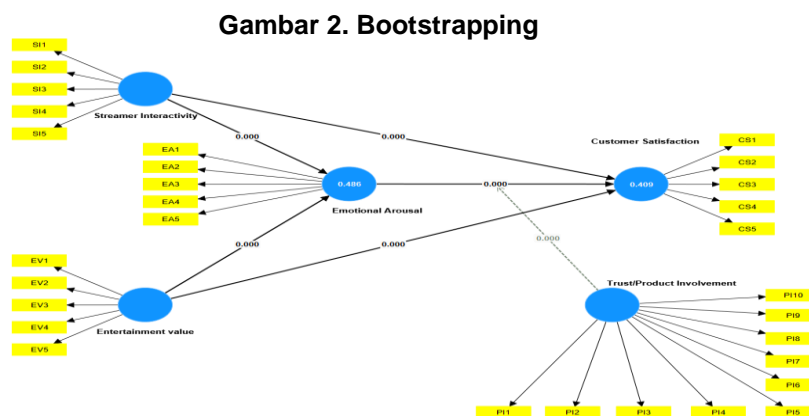 Gambar 2. Bootstrapping
SI1
SI2
SI3
SI4
SI5
Streamer Interactivity
0.000
0.000
Customer Satisfaction
CS1
CS2
CS3
CS4
CS5
EA1
EA2
EA3
EA4
EA5
0.486
Emotional Arousal
0.000
0.409
0.000
0.000
0.000
EV1
EV2
EV3
EV4
EV5
Entertainment value
Trust/Product Involvement
PI10
PI9
PI8
PI7
PI6
PI5
PI1
PI2
PI3
PI4